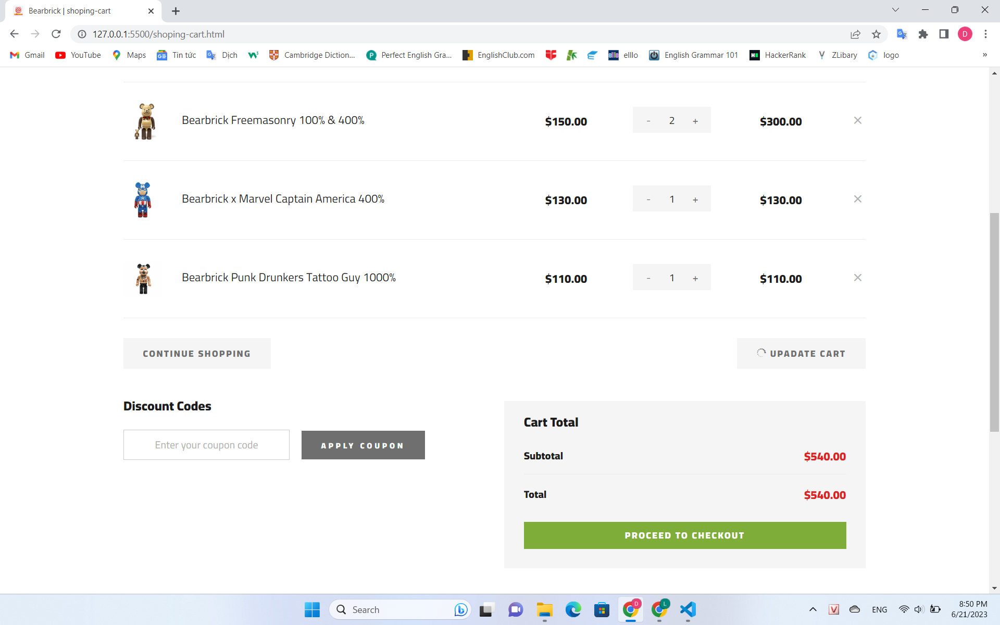 Bearbrick | shoping-cart
127.0.0.1:5500/shoping-cart.html
D
Gmail YouTube Maps Tin tức Dịch Cambridge Diction... Perfect English Gra... EnglishClub.com elllo English Grammar 101 HackerRank ZLibary logo »
Bearbrick Freemasonry 100% & 400% $150.00 - 2 + $300.00
Bearbrick x Marvel Captain America 400% $130.00 - 1 + $130.00
Bearbrick Punk Drunkers Tattoo Guy 1000% $110.00 - 1 + $110.00
CONTINUE SHOPPING UPADATE CART
Discount Codes
Enter your coupon code APPLY COUPON
Cart Total
Subtotal $540.00
Total $540.00
PROCEED TO CHECKOUT
Search
D
L
ENG
8:50 PM
6/21/2023